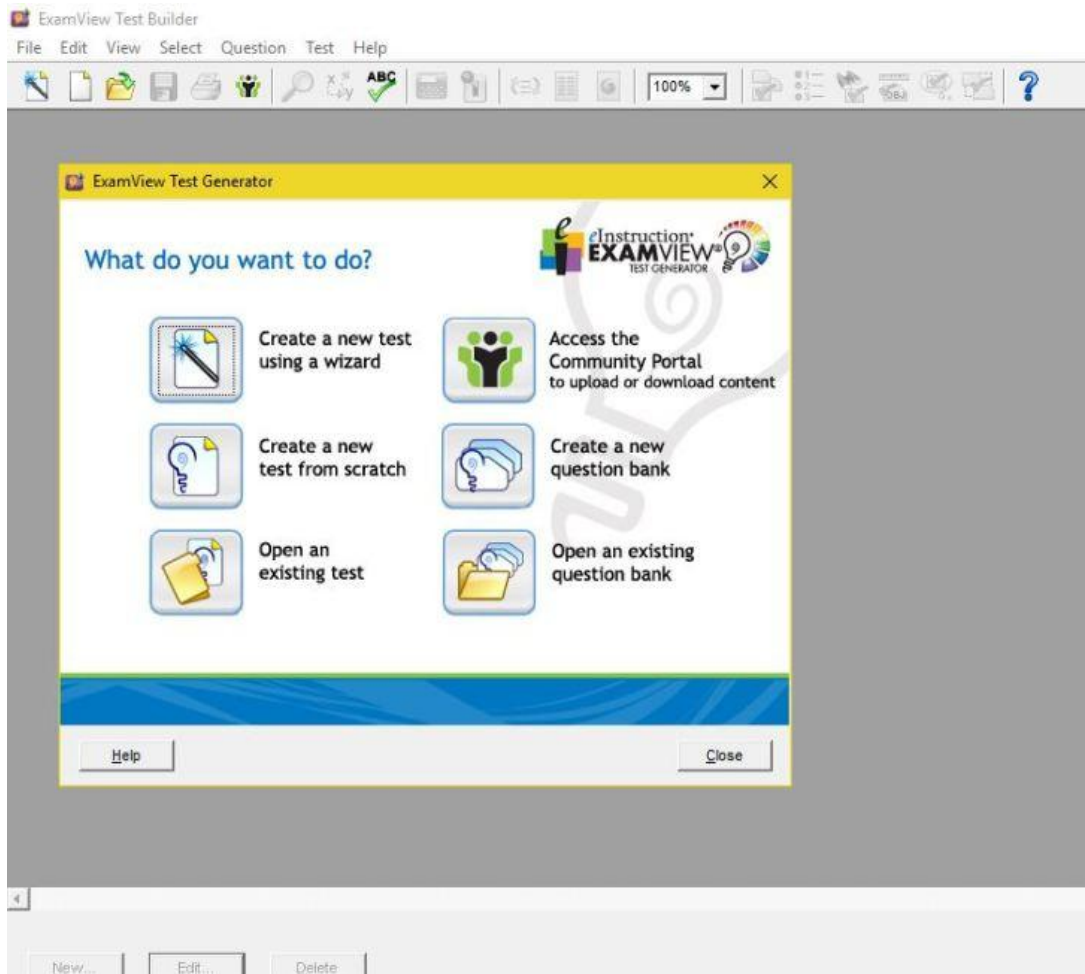 ExamView Test Builder
File Edit View Select Question Test Help
ABC
100%
?
ExamView Test Generator
What do you want to do?
eInstruction
EXAMVIEW®
TEST GENERATOR
Create a new test
using a wizard
Access the
Community Portal
to upload or download content
Create a new
test from scratch
Create a new
question bank
Open an
existing test
Open an existing
question bank
Help
Close
New... Edit... Delete